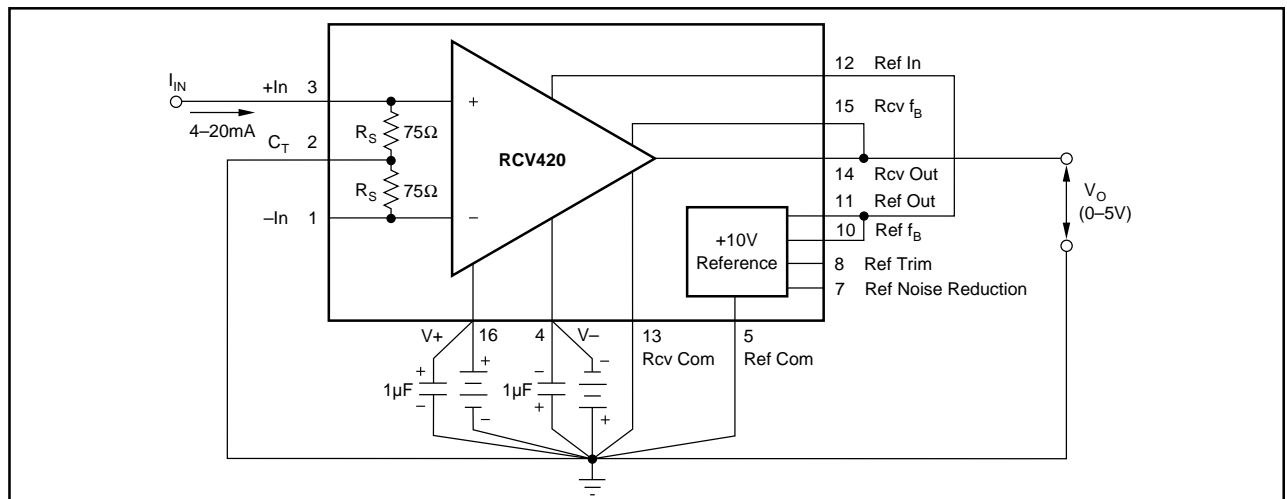 I_IN
4–20mA
+In 3
C_T 2
–In 1
R_S 75Ω
R_S 75Ω
+
–
RCV420
12 Ref In
15 Rcv f_B
14 Rcv Out
11 Ref Out
10 Ref f_B
8 Ref Trim
7 Ref Noise Reduction
+10V
Reference
V_O
(0–5V)
V+ 16
4 V–
13
Rcv Com
5
Ref Com
+ + – –
1µF 1µF
– – + +